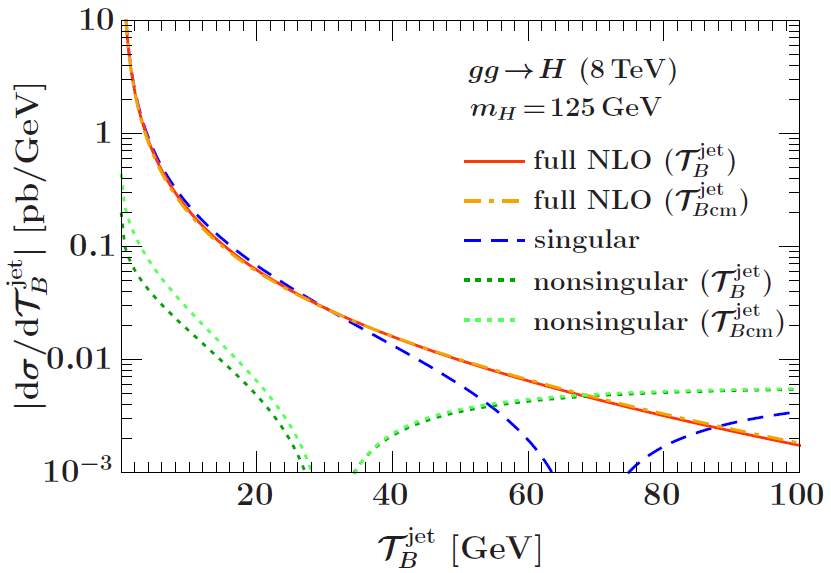 |dσ/d𝒯_B^jet| [pb/GeV]
10
1
0.1
0.01
10⁻³
gg→H (8 TeV)
m_H = 125 GeV
full NLO (𝒯_B^jet)
full NLO (𝒯_Bcm^jet)
singular
nonsingular (𝒯_B^jet)
nonsingular (𝒯_Bcm^jet)
20 40 60 80 100
𝒯_B^jet [GeV]